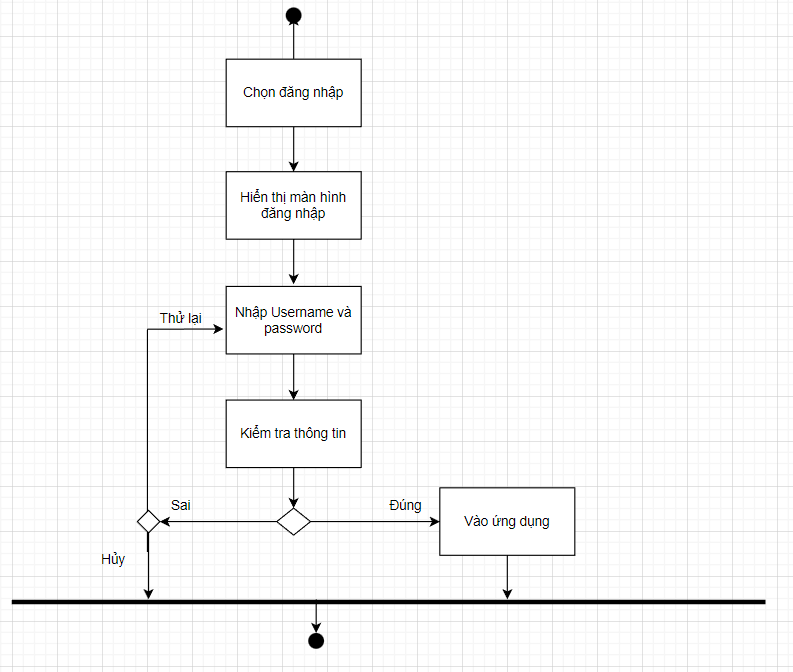 Chọn đăng nhập
Hiển thị màn hình
đăng nhập
Thử lại
Nhập Username và
password
Kiểm tra thông tin
Sai
Đúng
Vào ứng dụng
Hủy